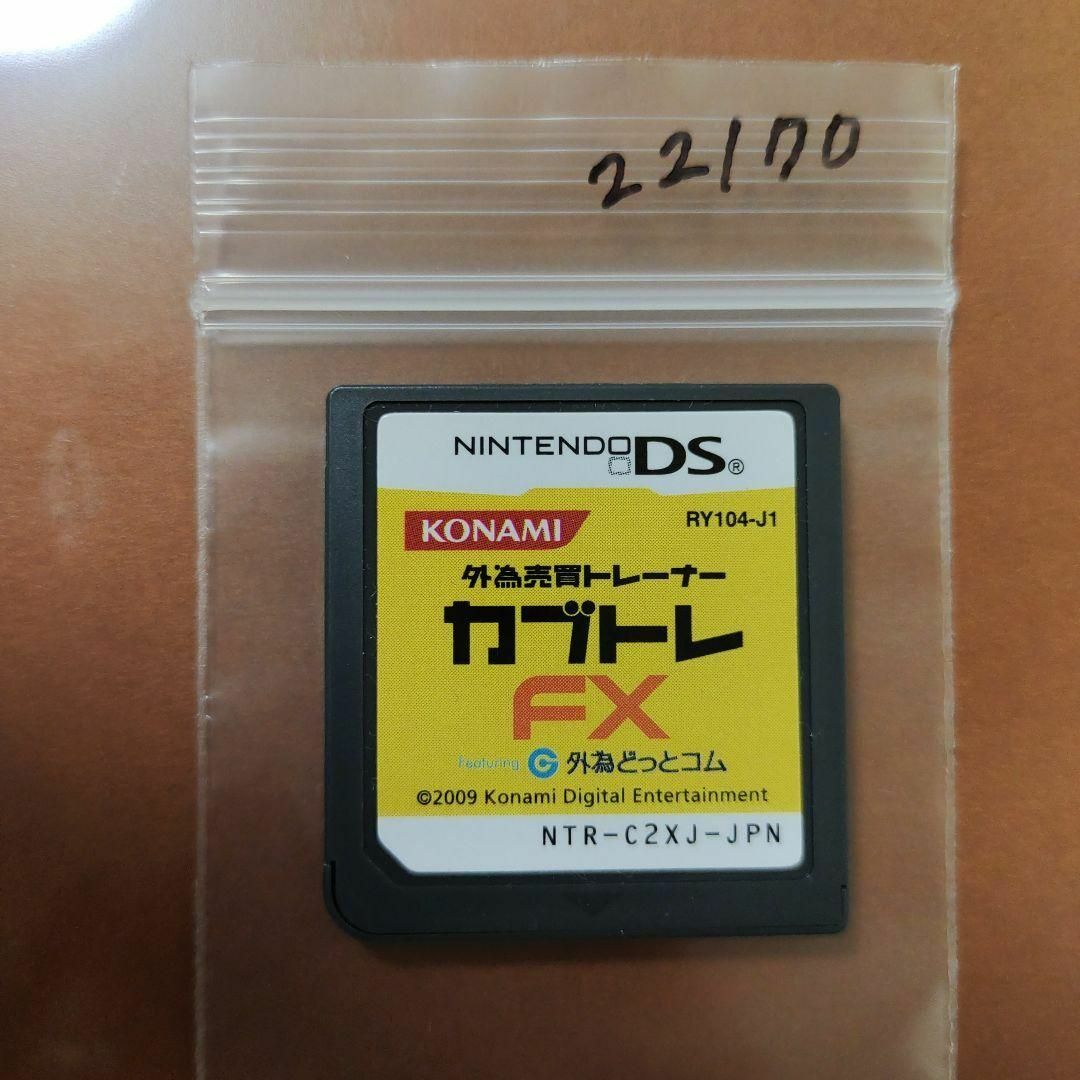 22170
NINTENDO DS®
KONAMI
RY104-J1
外為売買トレーナー
カブトレ
FX
Featuring 外為どっとコム
©2009 Konami Digital Entertainment
NTR-C2XJ-JPN